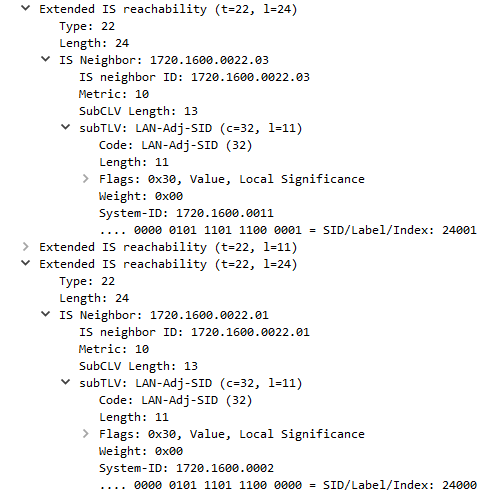 Extended IS reachability (t=22, l=24)
Type: 22
Length: 24
IS Neighbor: 1720.1600.0022.03
IS neighbor ID: 1720.1600.0022.03
Metric: 10
SubCLV Length: 13
subTLV: LAN-Adj-SID (c=32, l=11)
Code: LAN-Adj-SID (32)
Length: 11
Flags: 0x30, Value, Local Significance
Weight: 0x00
System-ID: 1720.1600.0011
.... 0000 0101 1101 1100 0001 = SID/Label/Index: 24001
Extended IS reachability (t=22, l=11)
Extended IS reachability (t=22, l=24)
Type: 22
Length: 24
IS Neighbor: 1720.1600.0022.01
IS neighbor ID: 1720.1600.0022.01
Metric: 10
SubCLV Length: 13
subTLV: LAN-Adj-SID (c=32, l=11)
Code: LAN-Adj-SID (32)
Length: 11
Flags: 0x30, Value, Local Significance
Weight: 0x00
System-ID: 1720.1600.0002
.... 0000 0101 1101 1100 0000 = SID/Label/Index: 24000